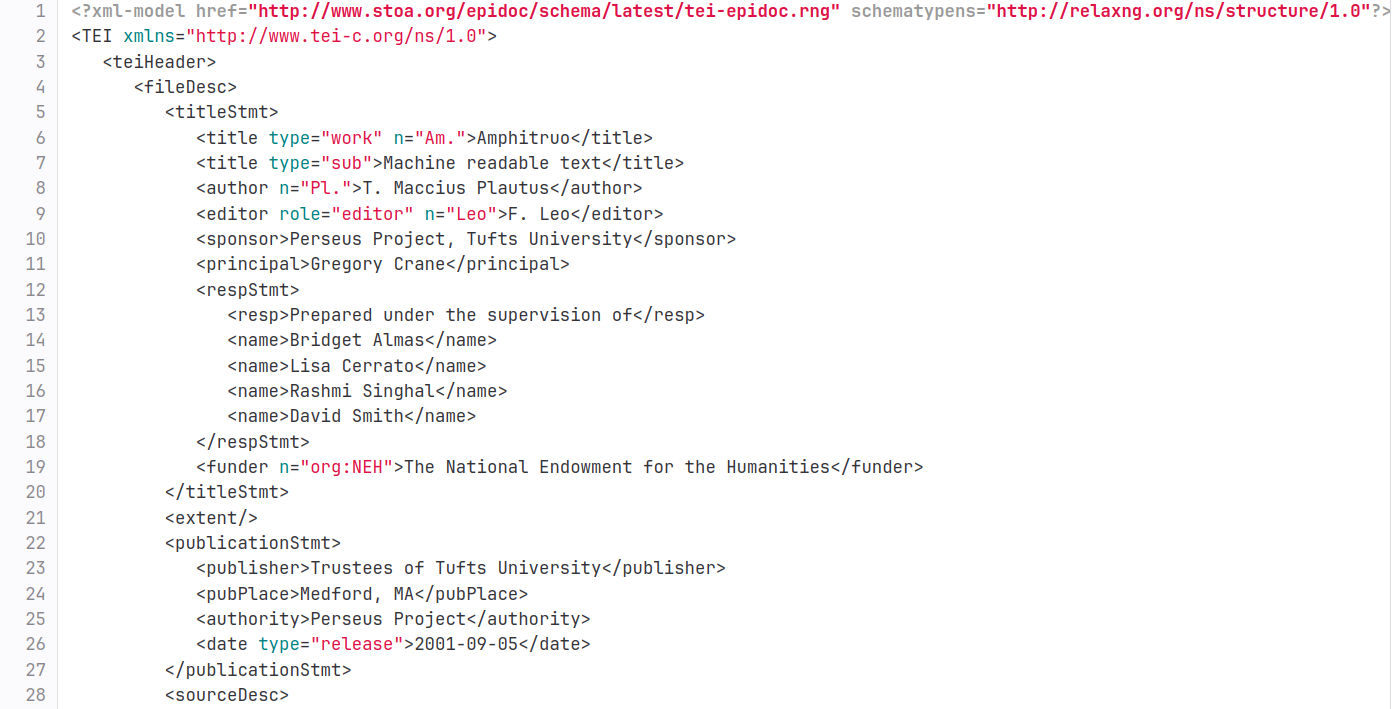 1 <?xml-model href="http://www.stoa.org/epidoc/schema/latest/tei-epidoc.rng" schematypens="http://relaxng.org/ns/structure/1.0"?>
2 <TEI xmlns="http://www.tei-c.org/ns/1.0">
3    <teiHeader>
4       <fileDesc>
5          <titleStmt>
6             <title type="work" n="Am.">Amphitruo</title>
7             <title type="sub">Machine readable text</title>
8             <author n="Pl.">T. Maccius Plautus</author>
9             <editor role="editor" n="Leo">F. Leo</editor>
10             <sponsor>Perseus Project, Tufts University</sponsor>
11             <principal>Gregory Crane</principal>
12             <respStmt>
13                <resp>Prepared under the supervision of</resp>
14                <name>Bridget Almas</name>
15                <name>Lisa Cerrato</name>
16                <name>Rashmi Singhal</name>
17                <name>David Smith</name>
18             </respStmt>
19             <funder n="org:NEH">The National Endowment for the Humanities</funder>
20          </titleStmt>
21          <extent/>
22          <publicationStmt>
23             <publisher>Trustees of Tufts University</publisher>
24             <pubPlace>Medford, MA</pubPlace>
25             <authority>Perseus Project</authority>
26             <date type="release">2001-09-05</date>
27          </publicationStmt>
28          <sourceDesc>